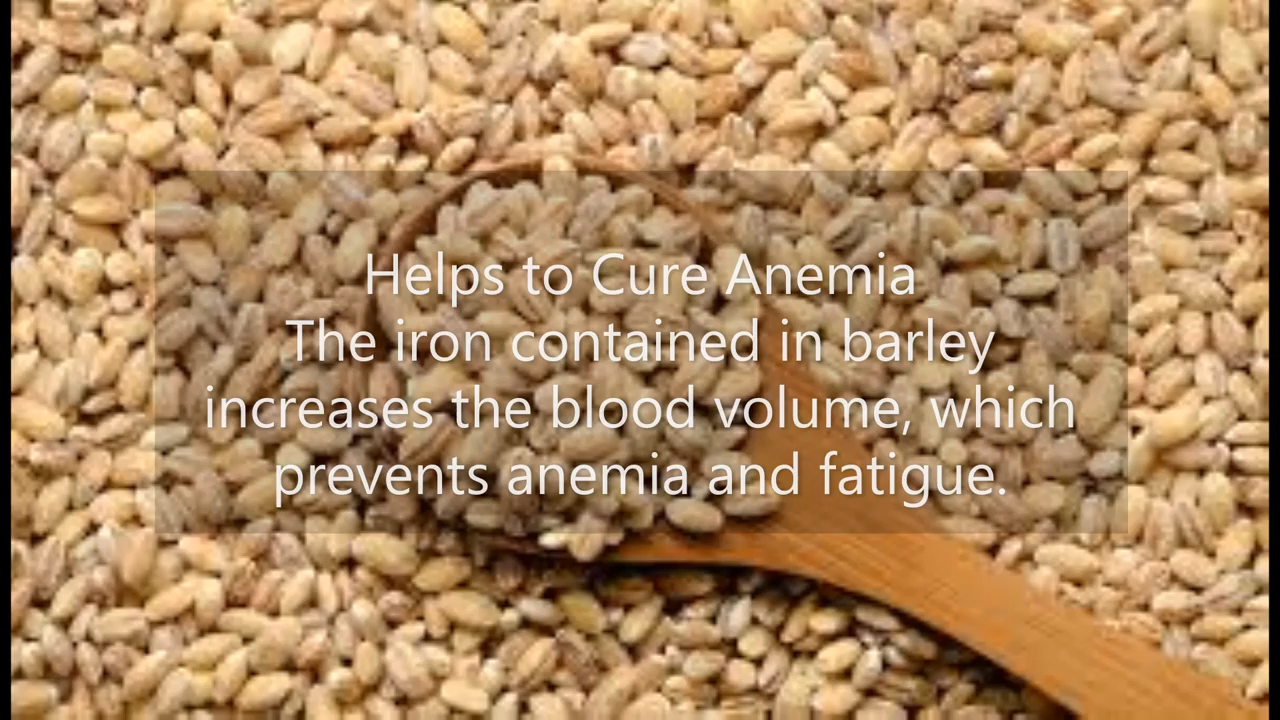 Helps to Cure Anemia
The iron contained in barley
increases the blood volume, which
prevents anemia and fatigue.